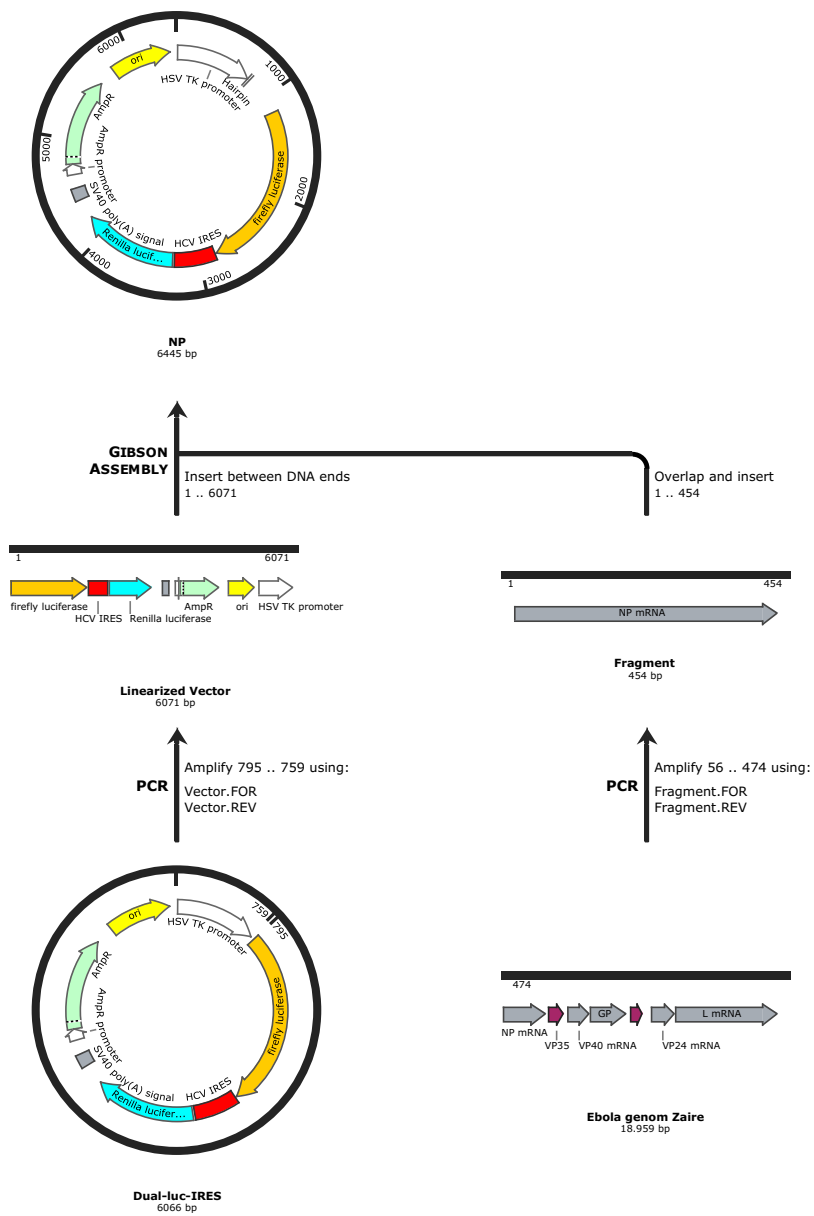 6000
ori
HSV TK promoter
Hairpin
1000
AmpR
5000
AmpR promoter
SV40 poly(A) signal
firefly luciferase
2000
HCV IRES
Renilla lucif...
4000
3000
NP
6445 bp
GIBSON
ASSEMBLY
Insert between DNA ends
1 .. 6071
Overlap and insert
1 .. 454
1
6071
firefly luciferase
HCV IRES
Renilla luciferase
AmpR
ori
HSV TK promoter
Linearized Vector
6071 bp
1
454
NP mRNA
Fragment
454 bp
PCR
Amplify 795 .. 759 using:
Vector.FOR
Vector.REV
PCR
Amplify 56 .. 474 using:
Fragment.FOR
Fragment.REV
ori
HSV TK promoter
759
795
AmpR
AmpR promoter
SV40 poly(A) signal
firefly luciferase
HCV IRES
Renilla lucifer...
Dual-luc-IRES
6066 bp
474
NP mRNA
VP35
VP40 mRNA
GP
VP24 mRNA
L mRNA
Ebola genom Zaire
18.959 bp